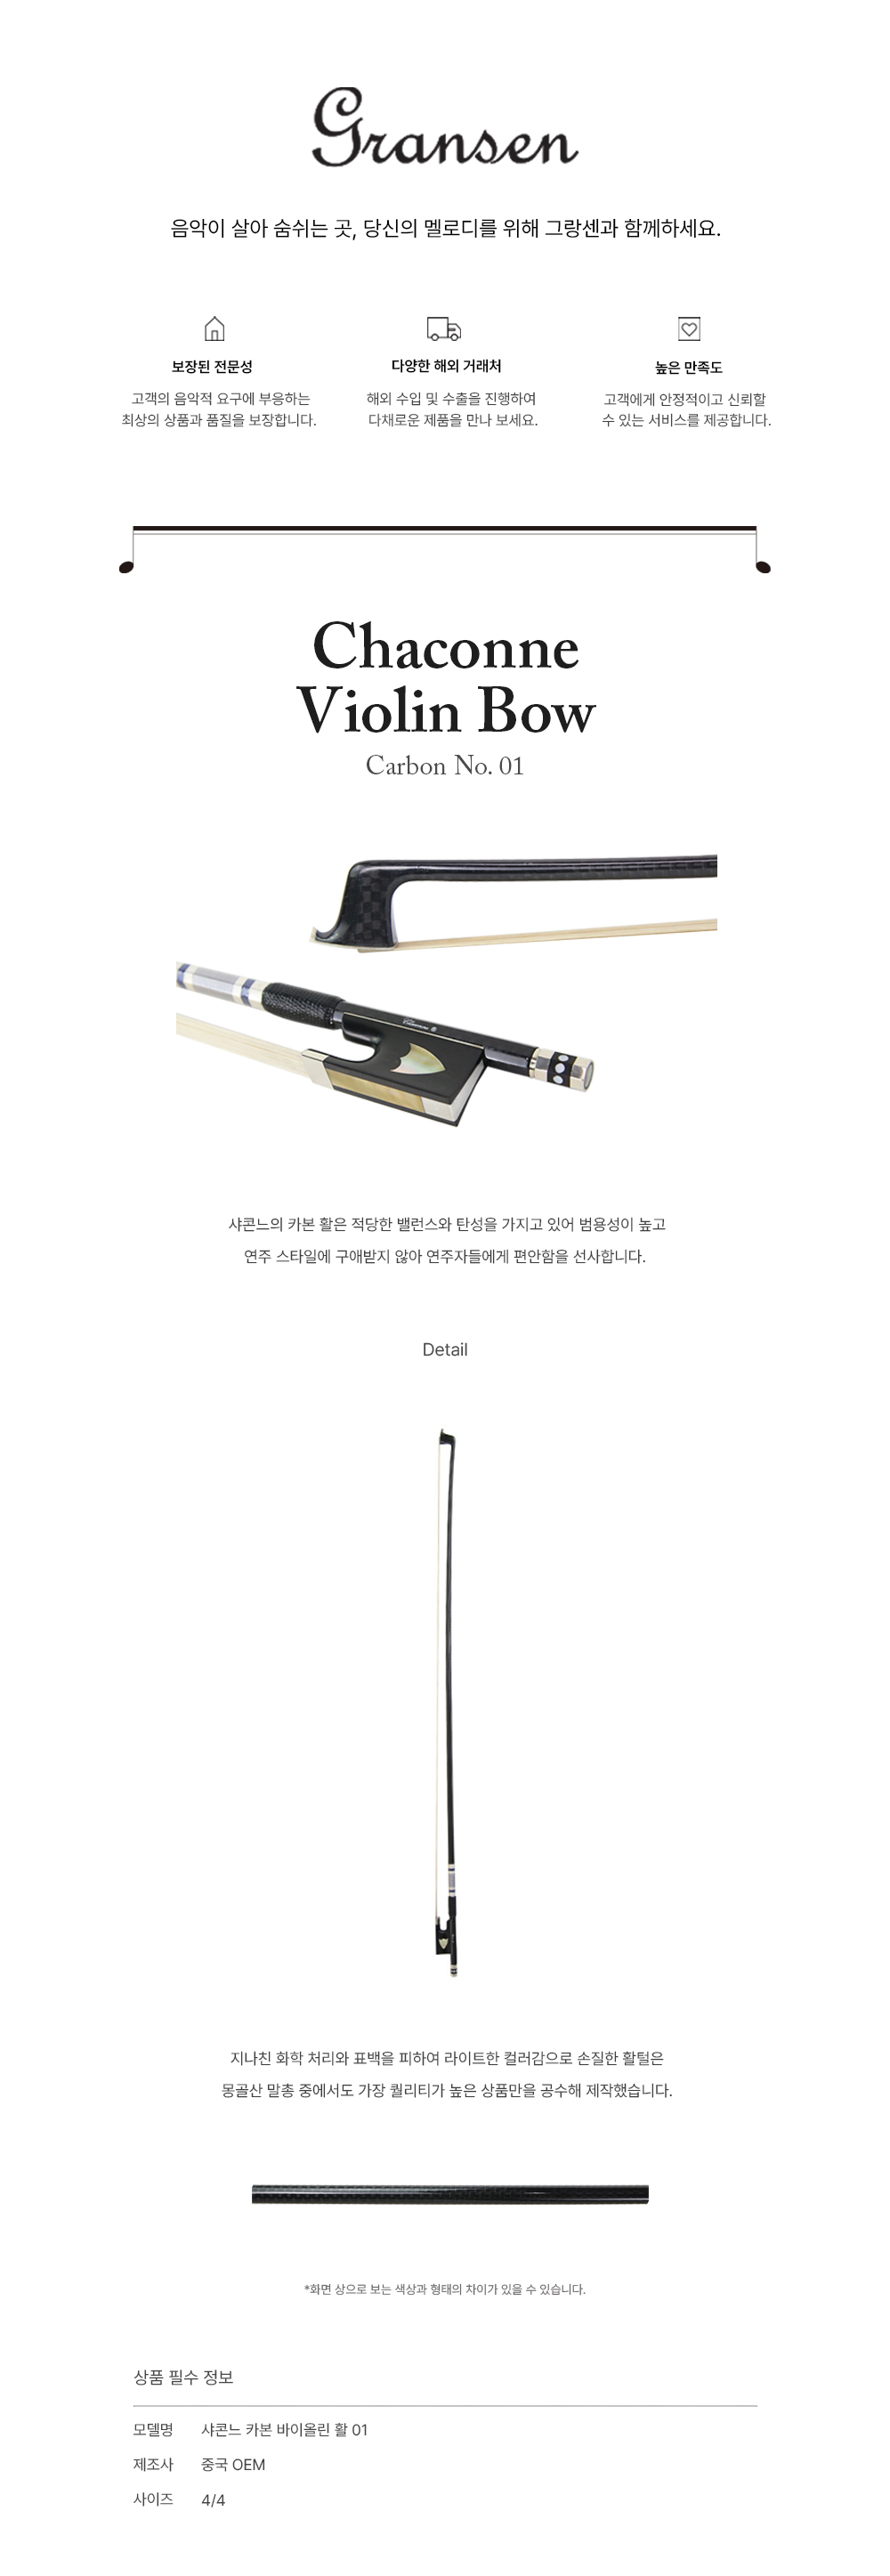 Gransen
음악이 살아 숨쉬는 곳, 당신의 멜로디를 위해 그랑센과 함께하세요.
보장된 전문성
고객의 음악적 요구에 부응하는
최상의 상품과 품질을 보장합니다.
다양한 해외 거래처
해외 수입 및 수출을 진행하여
다채로운 제품을 만나 보세요.
높은 만족도
고객에게 안정적이고 신뢰할
수 있는 서비스를 제공합니다.
Chaconne
Violin Bow
Carbon No. 01
샤콘느의 카본 활은 적당한 밸런스와 탄성을 가지고 있어 범용성이 높고
연주 스타일에 구애받지 않아 연주자들에게 편안함을 선사합니다.
Detail
지나친 화학 처리와 표백을 피하여 라이트한 컬러감으로 손질한 활털은
몽골산 말총 중에서도 가장 퀄리티가 높은 상품만을 공수해 제작했습니다.
*화면 상으로 보는 색상과 형태의 차이가 있을 수 있습니다.
상품 필수 정보
모델명 샤콘느 카본 바이올린 활 01
제조사 중국 OEM
사이즈 4/4